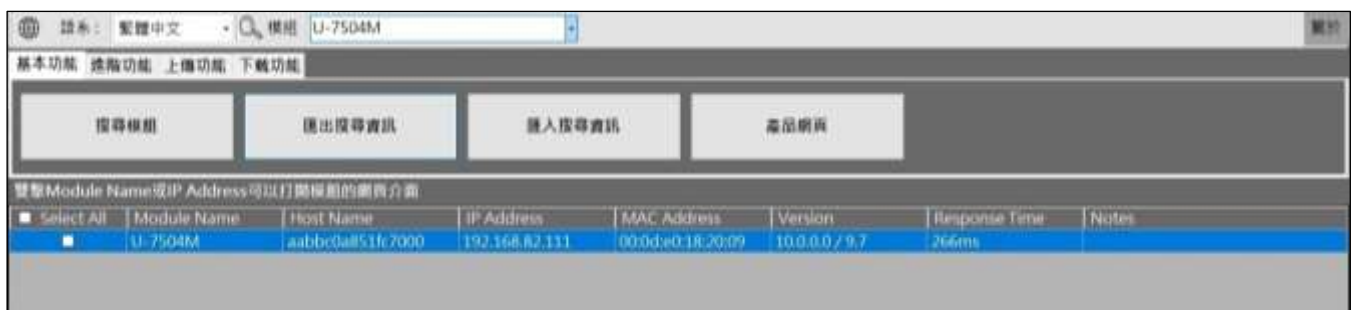 語系： 繁體中文 模組 U-7504M 關於
基本功能 進階功能 上傳功能 下載功能
搜尋模組 匯出搜尋資訊 匯入搜尋資訊 產品網頁
雙擊Module Name或IP Address可以打開模組的網頁介面
Select All Module Name Host Name IP Address MAC Address Version Response Time Notes
U-7504M aabbc0a851fc7000 192.168.82.111 00:0d:e0:18:20:09 10.0.0.0 / 9.7 266ms